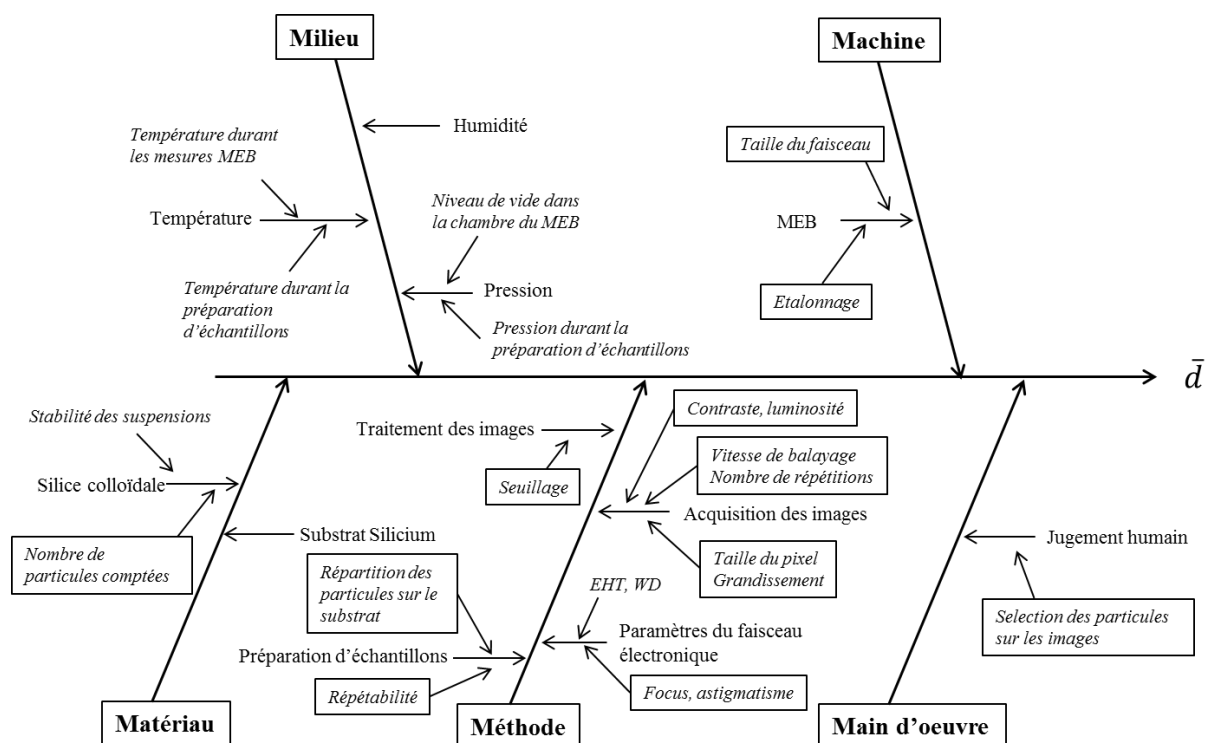 Milieu
Machine
Humidité
Température durant
les mesures MEB
Température
Niveau de vide dans
la chambre du MEB
Température durant la
préparation
d’échantillons
Pression
Pression durant la
préparation d’échantillons
Taille du faisceau
MEB
Etalonnage
d̄
Stabilité des suspensions
Silice colloïdale
Nombre de
particules comptées
Substrat Silicium
Traitement des images
Seuillage
Contraste, luminosité
Vitesse de balayage
Nombre de répétitions
Acquisition des images
Taille du pixel
Grandissement
Répartition des
particules sur le
substrat
Préparation d’échantillons
Répétabilité
EHT, WD
Paramètres du faisceau
électronique
Focus, astigmatisme
Jugement humain
Selection des particules
sur les images
Matériau
Méthode
Main d’oeuvre